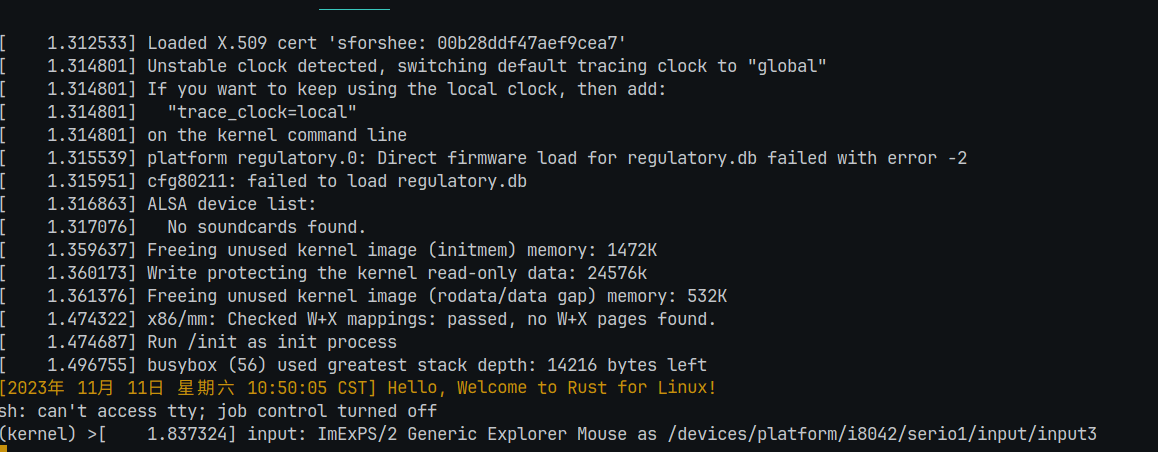 [    1.312533] Loaded X.509 cert 'sforshee: 00b28ddf47aef9cea7'
[    1.314801] Unstable clock detected, switching default tracing clock to "global"
[    1.314801] If you want to keep using the local clock, then add:
[    1.314801]   "trace_clock=local"
[    1.314801] on the kernel command line
[    1.315539] platform regulatory.0: Direct firmware load for regulatory.db failed with error -2
[    1.315951] cfg80211: failed to load regulatory.db
[    1.316863] ALSA device list:
[    1.317076]   No soundcards found.
[    1.359637] Freeing unused kernel image (initmem) memory: 1472K
[    1.360173] Write protecting the kernel read-only data: 24576k
[    1.361376] Freeing unused kernel image (rodata/data gap) memory: 532K
[    1.474322] x86/mm: Checked W+X mappings: passed, no W+X pages found.
[    1.474687] Run /init as init process
[    1.496755] busybox (56) used greatest stack depth: 14216 bytes left
[2023年 11月 11日 星期六 10:50:05 CST] Hello, Welcome to Rust for Linux!
sh: can't access tty; job control turned off
(kernel) >[    1.837324] input: ImExPS/2 Generic Explorer Mouse as /devices/platform/i8042/serio1/input/input3